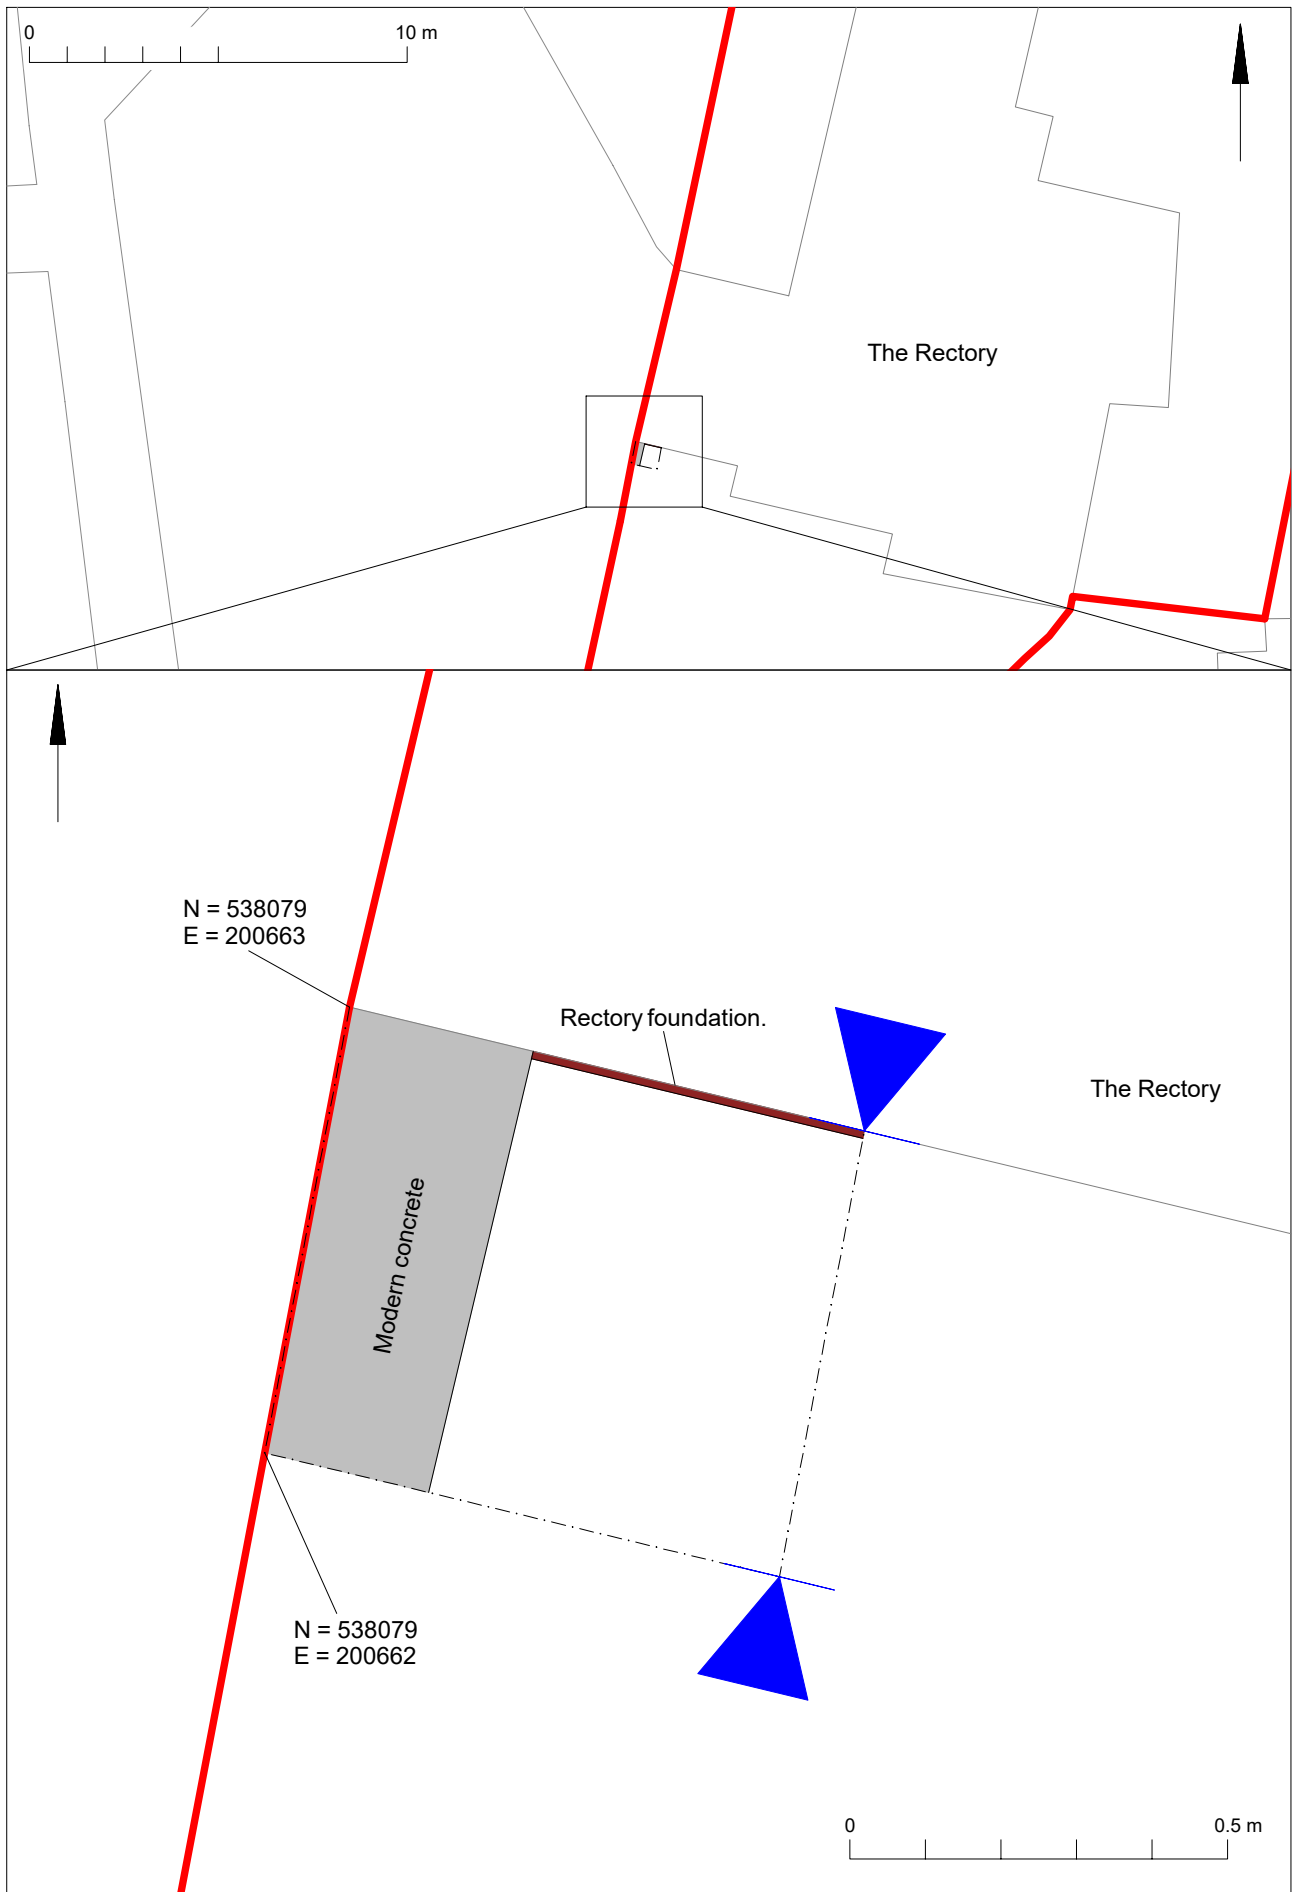 0 10 m
The Rectory
N = 538079
E = 200663
Rectory foundation.
The Rectory
Modern concrete
N = 538079
E = 200662
0 0.5 m